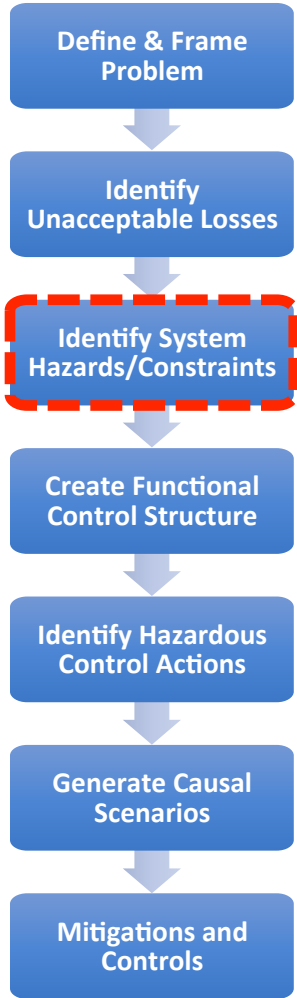 Define & Frame
Problem
Identify
Unacceptable Losses
Identify System
Hazards/Constraints
Create Functional
Control Structure
Identify Hazardous
Control Actions
Generate Causal
Scenarios
Mitigations and
Controls